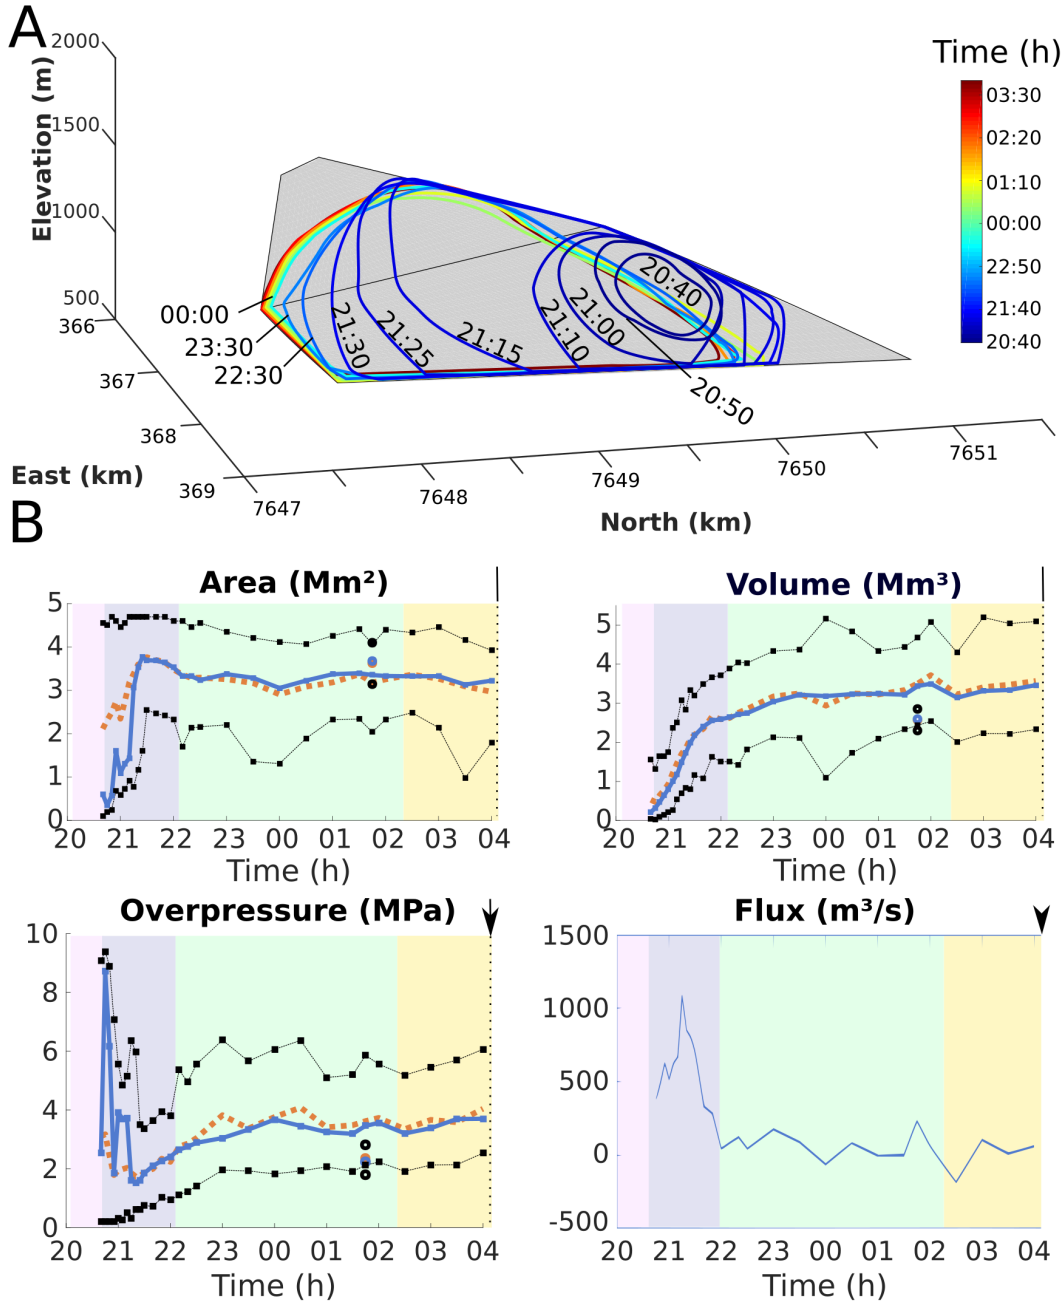 A
Time (h)
03:30
02:20
01:10
00:00
22:50
21:40
20:40
Elevation (m)
2000
1500
1000
500
366
367
368
369
East (km)
7647
7648
7649
7650
7651
North (km)
00:00
23:30
22:30
21:30
21:25
21:15
21:10
21:00
20:40
20:50
B
Area (Mm²)
5
4
3
2
1
0
20 21 22 23 00 01 02 03 04
Time (h)
Volume (Mm³)
5
4
3
2
1
0
20 21 22 23 00 01 02 03 04
Time (h)
Overpressure (MPa)
10
8
6
4
2
0
20 21 22 23 00 01 02 03 04
Time (h)
Flux (m³/s)
1500
1000
500
0
-500
20 21 22 23 00 01 02 03 04
Time (h)